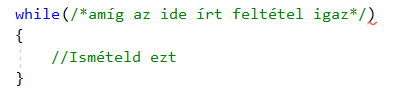 while(/*amíg az ide írt feltétel igaz*/)
{
//Ismételd ezt
}